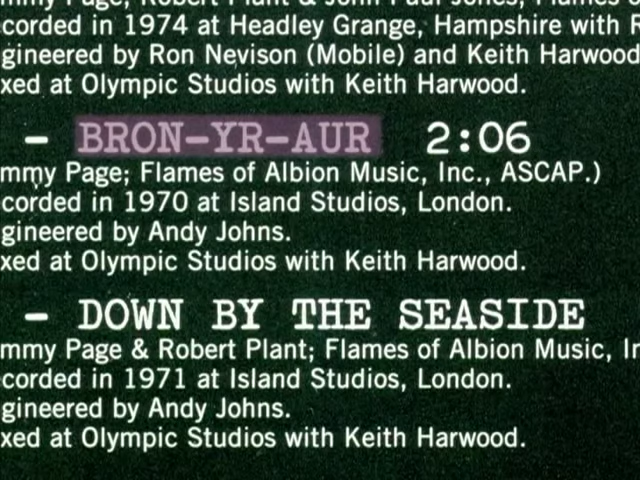 mmy Page, Robert Plant & John Paul Jones; Flames o
corded in 1974 at Headley Grange, Hampshire with R
gineered by Ron Nevison (Mobile) and Keith Harwood
xed at Olympic Studios with Keith Harwood.
– BRON-YR-AUR 2:06
mmy Page; Flames of Albion Music, Inc., ASCAP.)
corded in 1970 at Island Studios, London.
gineered by Andy Johns.
xed at Olympic Studios with Keith Harwood.
– DOWN BY THE SEASIDE
mmy Page & Robert Plant; Flames of Albion Music, In
corded in 1971 at Island Studios, London.
gineered by Andy Johns.
xed at Olympic Studios with Keith Harwood.